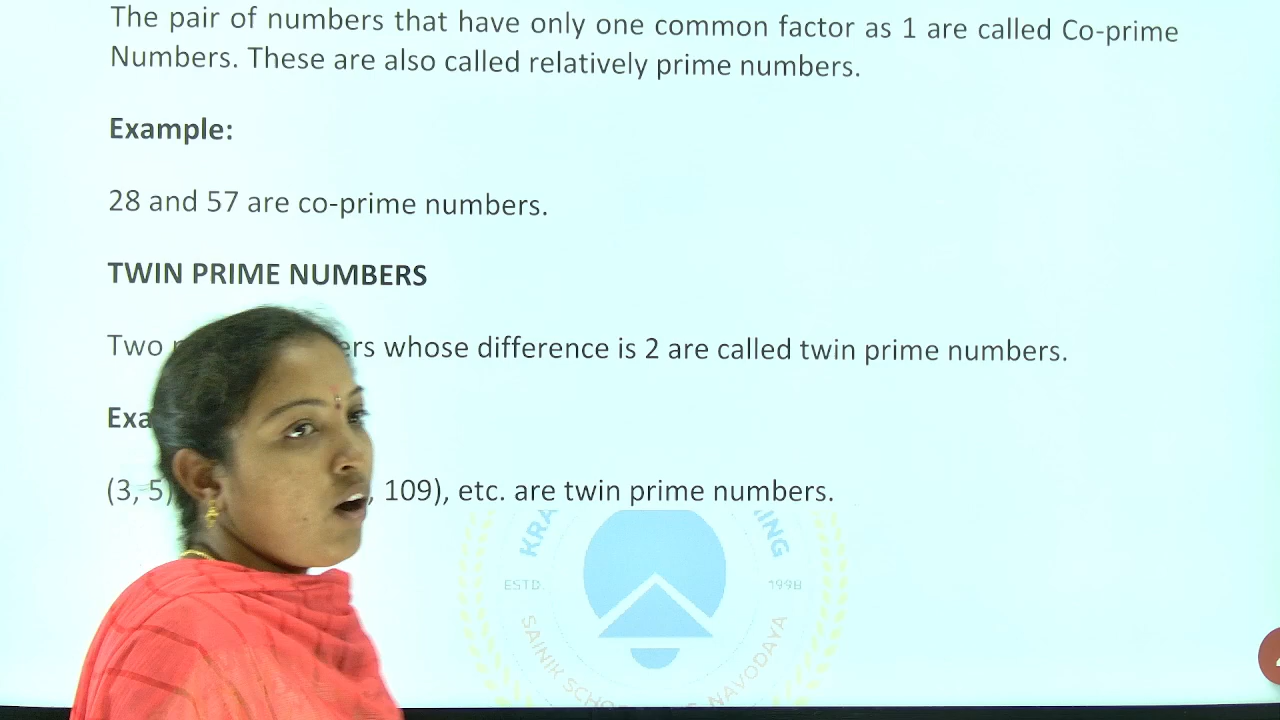 The pair of numbers that have only one common factor as 1 are called Co-prime
Numbers. These are also called relatively prime numbers.
Example:
28 and 57 are co-prime numbers.
TWIN PRIME NUMBERS
Two whose difference is 2 are called twin prime numbers.
(3, 5) , 109), etc. are twin prime numbers.
ESTD 1998
SAINIK NAVODAYA